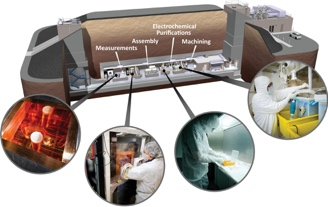 Electrochemical
Purifications
Assembly
Machining
Measurements